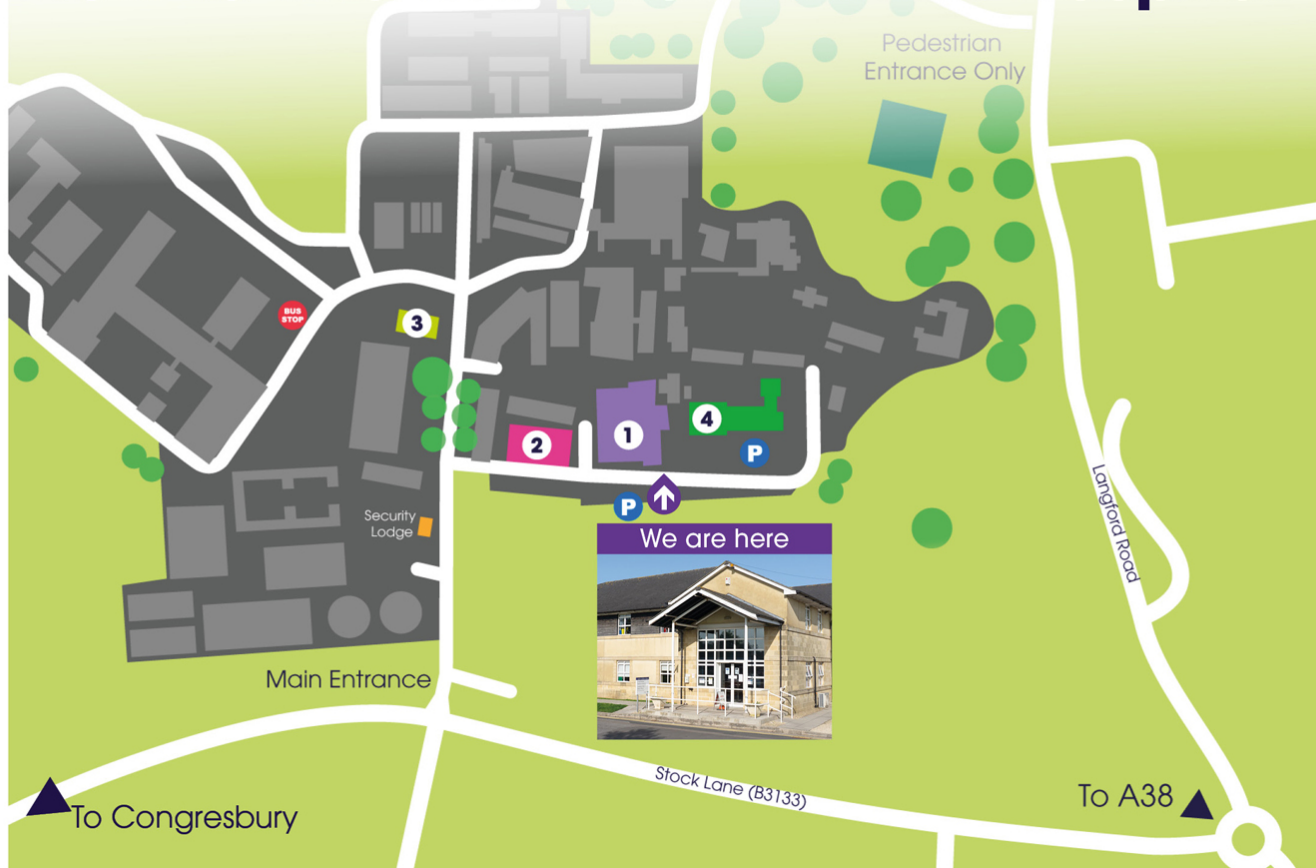 Pedestrian
Entrance Only
BUS
STOP
3
4
1
2
P
P
Security
Lodge
We are here
Langford Road
Main Entrance
Stock Lane (B3133)
To A38
To Congresbury